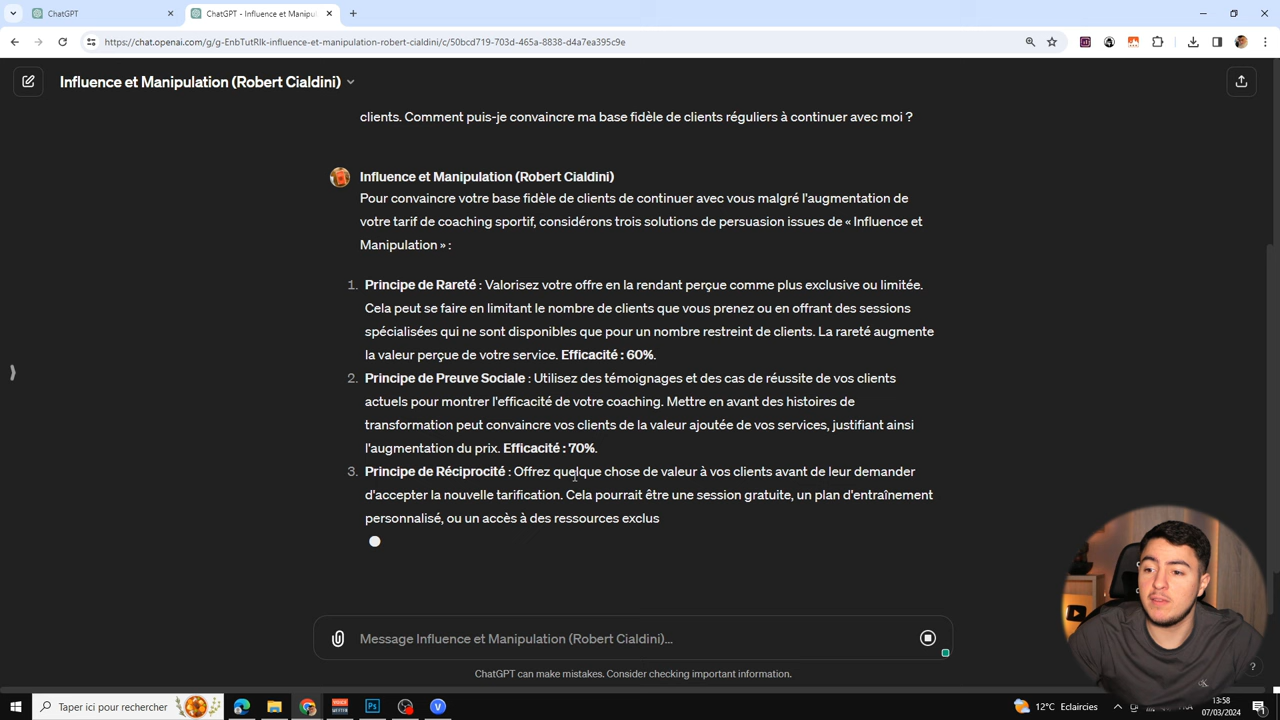 ChatGPT
ChatGPT - Influence et Manipul
https://chat.openai.com/g/g-EnbTutRlk-influence-et-manipulation-robert-cialdini/c/50bcd719-703d-465a-8838-d4a7ea395c9e
Influence et Manipulation (Robert Cialdini)
clients. Comment puis-je convaincre ma base fidèle de clients réguliers à continuer avec moi ?
Influence et Manipulation (Robert Cialdini)
Pour convaincre votre base fidèle de clients de continuer avec vous malgré l'augmentation de
votre tarif de coaching sportif, considérons trois solutions de persuasion issues de « Influence et
Manipulation » :
1. Principe de Rareté : Valorisez votre offre en la rendant perçue comme plus exclusive ou limitée.
Cela peut se faire en limitant le nombre de clients que vous prenez ou en offrant des sessions
spécialisées qui ne sont disponibles que pour un nombre restreint de clients. La rareté augmente
la valeur perçue de votre service. Efficacité : 60%.
2. Principe de Preuve Sociale : Utilisez des témoignages et des cas de réussite de vos clients
actuels pour montrer l'efficacité de votre coaching. Mettre en avant des histoires de
transformation peut convaincre vos clients de la valeur ajoutée de vos services, justifiant ainsi
l'augmentation du prix. Efficacité : 70%.
3. Principe de Réciprocité : Offrez quelque chose de valeur à vos clients avant de leur demander
d'accepter la nouvelle tarification. Cela pourrait être une session gratuite, un plan d'entraînement
personnalisé, ou un accès à des ressources exclus
Message Influence et Manipulation (Robert Cialdini)...
ChatGPT can make mistakes. Consider checking important information.
?
Taper ici pour rechercher
Ps
V
12°C Eclaircies
FRA
13:58
07/03/2024